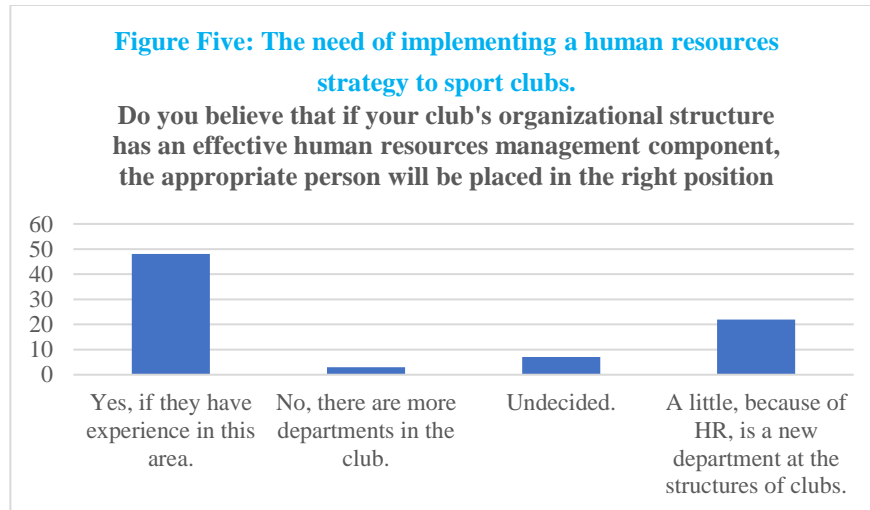 Figure Five: The need of implementing a human resources
strategy to sport clubs.
Do you believe that if your club's organizational structure
has an effective human resources management component,
the appropriate person will be placed in the right position
60
50
40
30
20
10
0
Yes, if they have
experience in this
area.
No, there are more
departments in the
club.
Undecided.
A little, because of
HR, is a new
department at the
structures of clubs.